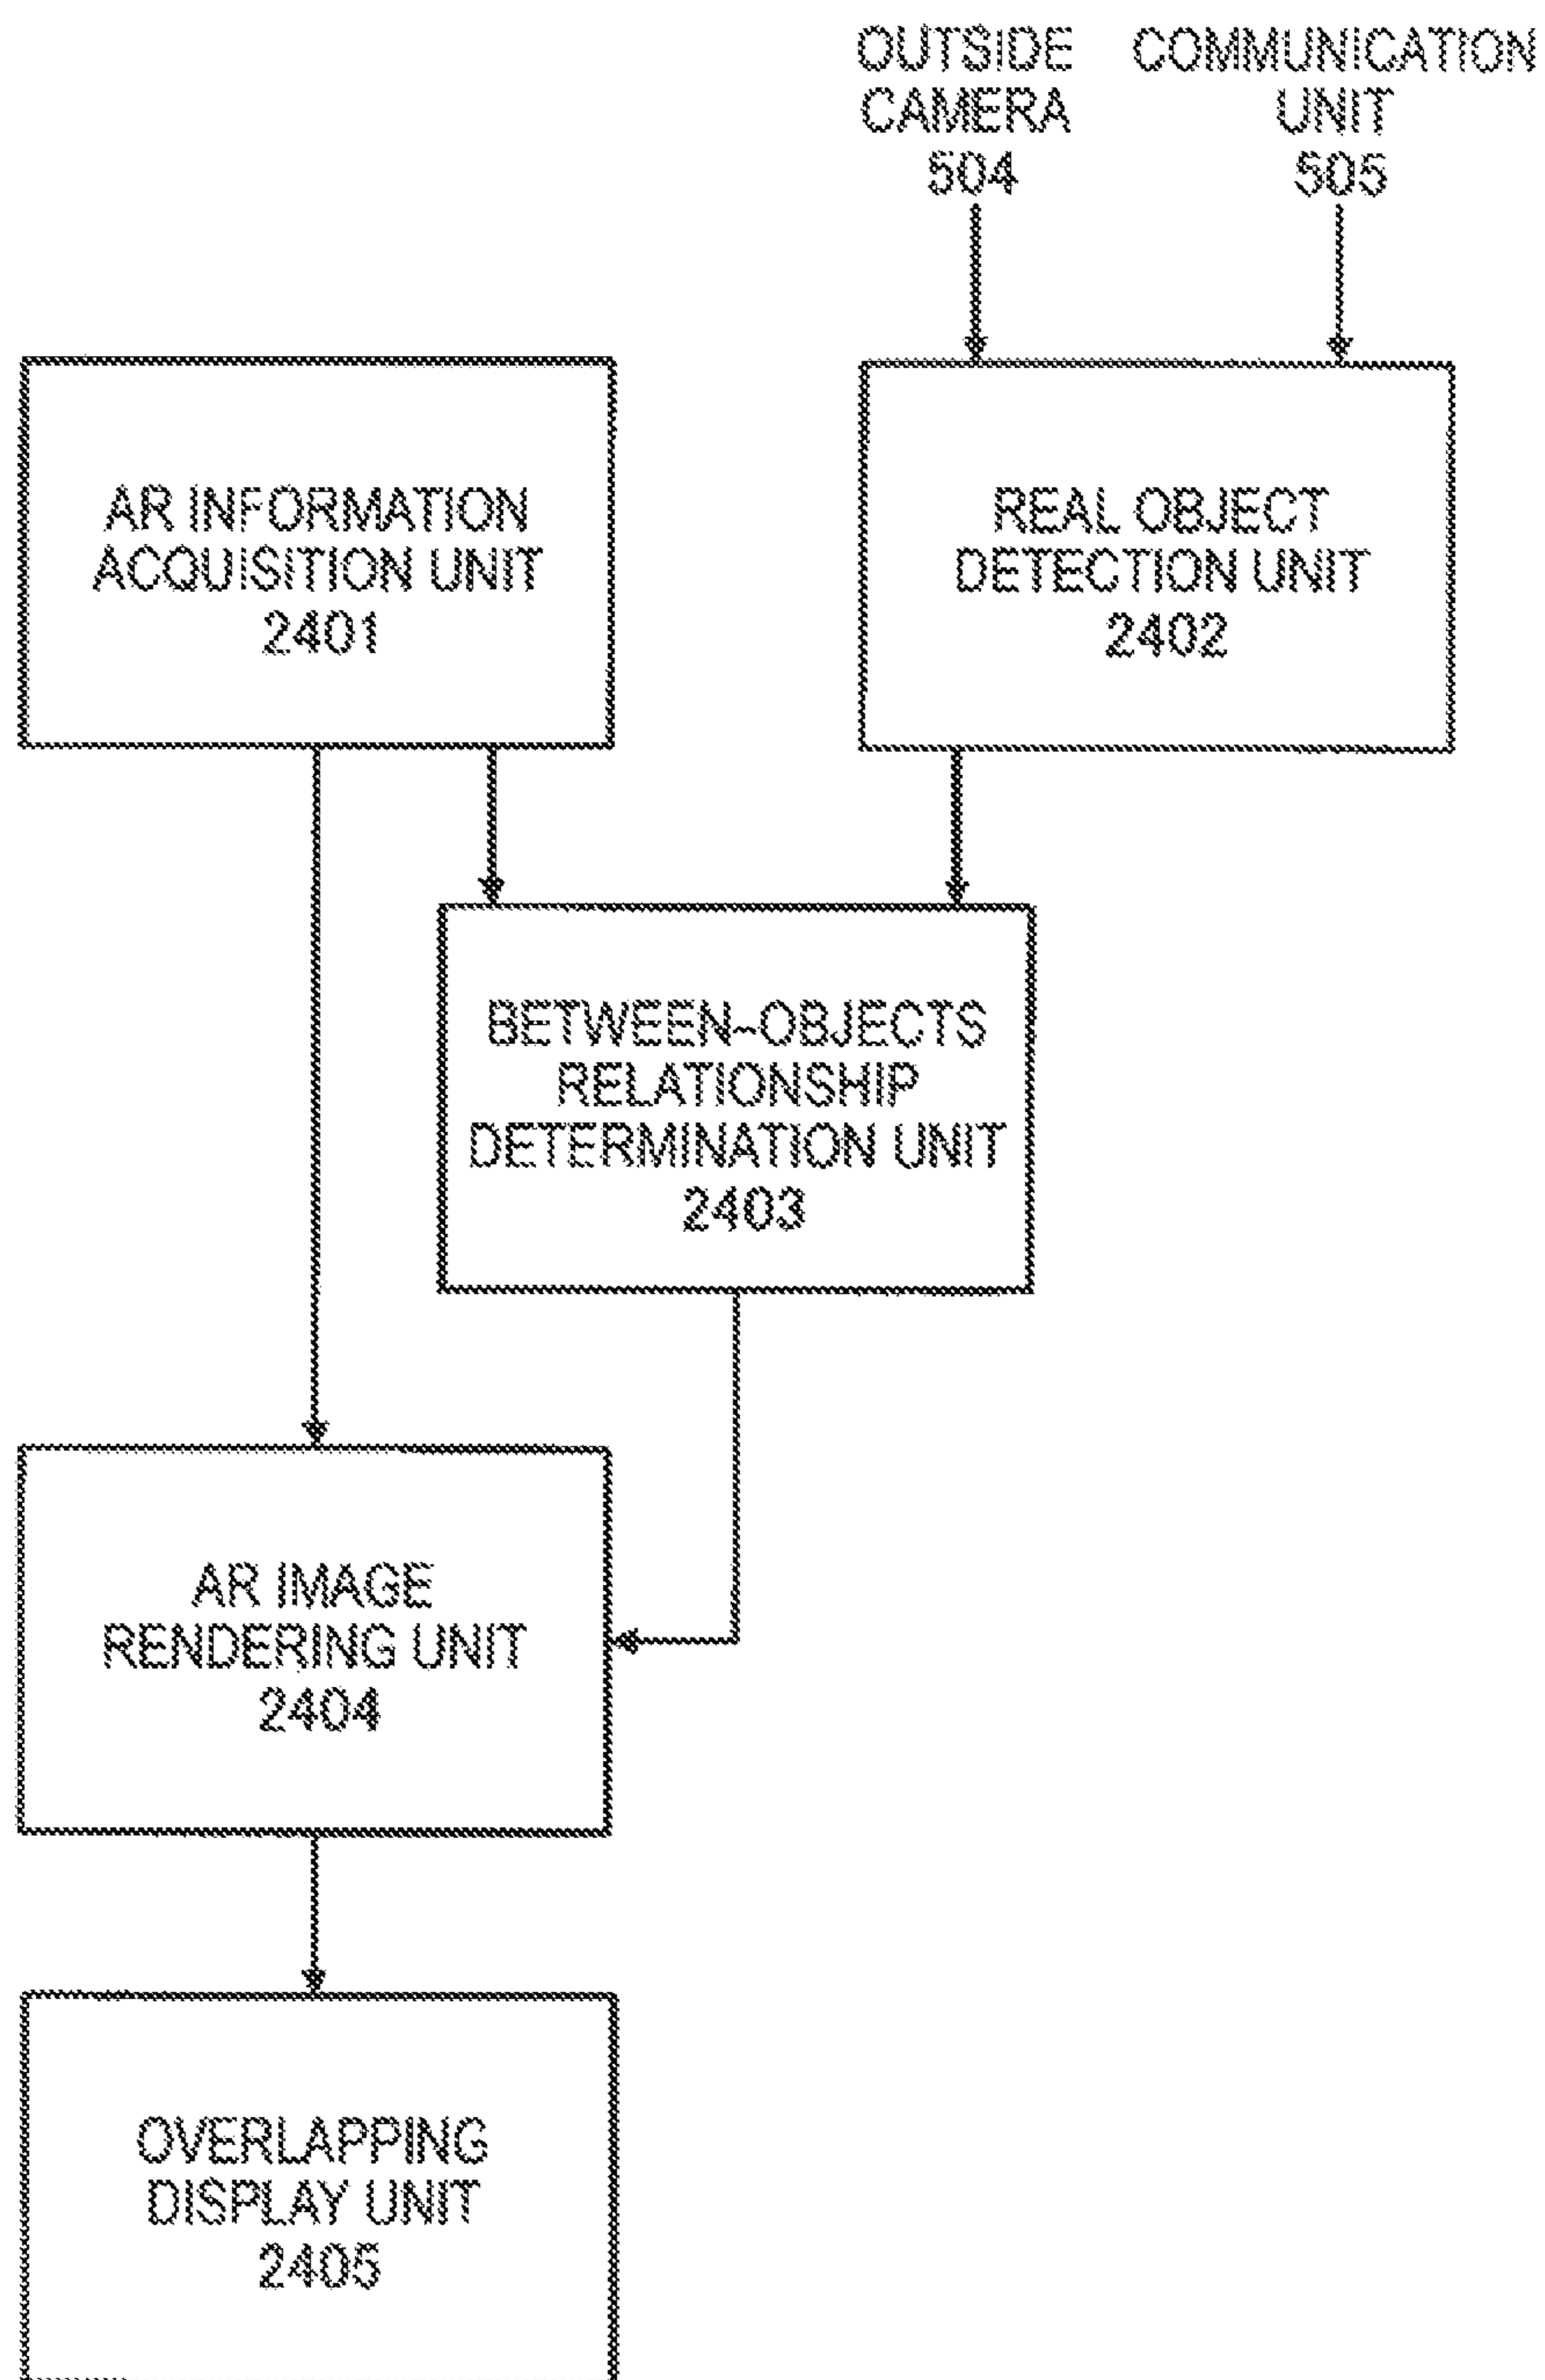 OUTSIDE
CAMERA
504
COMMUNICATION
UNIT
505
AR INFORMATION
ACQUISITION UNIT
2401
REAL OBJECT
DETECTION UNIT
2402
BETWEEN-OBJECTS
RELATIONSHIP
DETERMINATION UNIT
2403
AR IMAGE
RENDERING UNIT
2404
OVERLAPPING
DISPLAY UNIT
2405